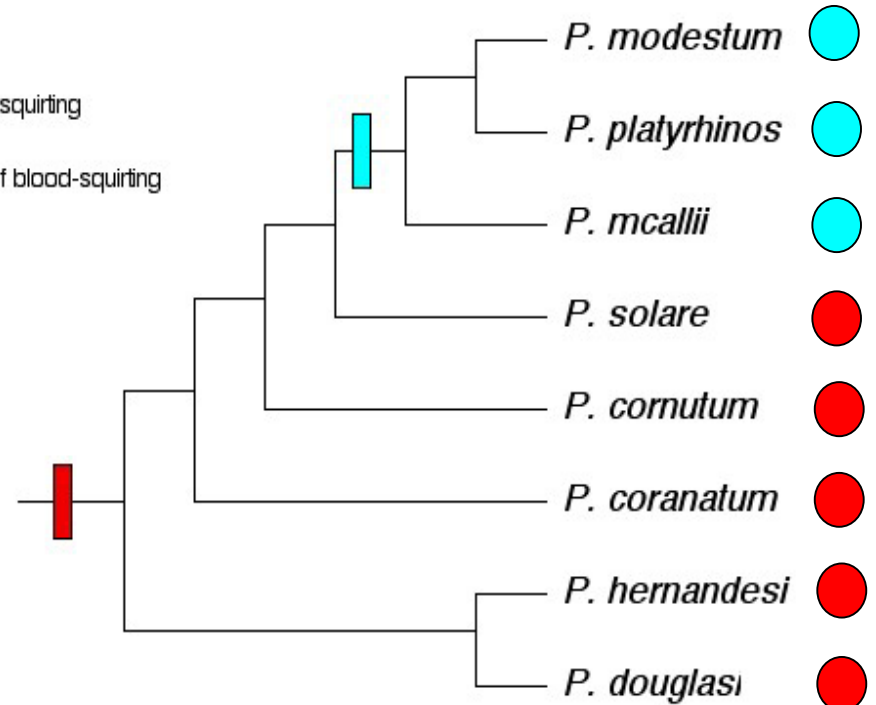 squirting
f blood-squirting
P. modestum
P. platyrhinos
P. mcallii
P. solare
P. cornutum
P. coranatum
P. hernandesi
P. douglasi